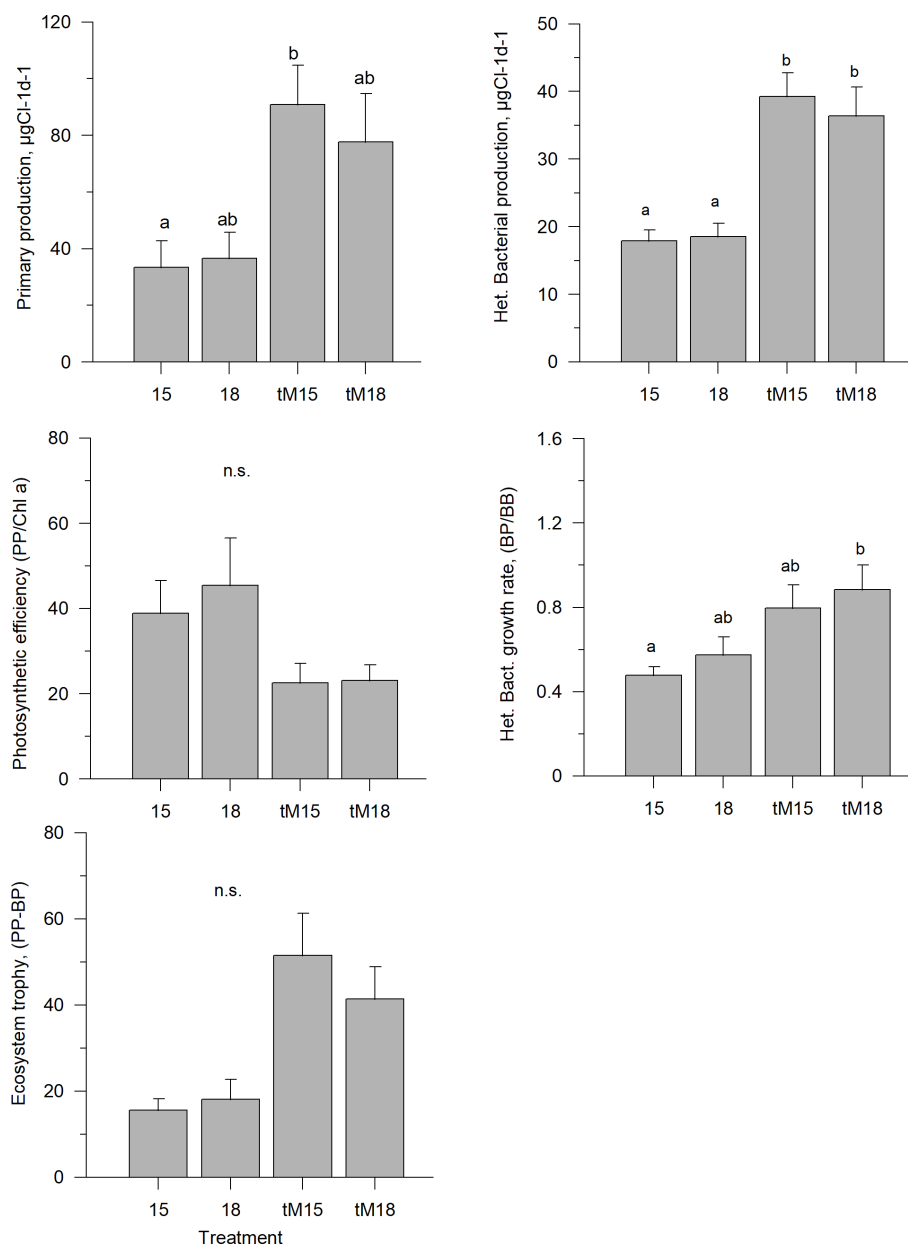 Primary production, µgCl-1d-1
120
80
40
0
a
ab
b
ab
15 18 tM15 tM18
Het. Bacterial production, µgCl-1d-1
50
40
30
20
10
0
a
a
b
b
15 18 tM15 tM18
Photosynthetic efficiency (PP/Chl a)
80
60
40
20
0
n.s.
15 18 tM15 tM18
Het. Bact. growth rate, (BP/BB)
1.6
1.2
0.8
0.4
0
a
ab
ab
b
15 18 tM15 tM18
Ecosystem trophy, (PP-BP)
80
60
40
20
0
n.s.
15 18 tM15 tM18
Treatment